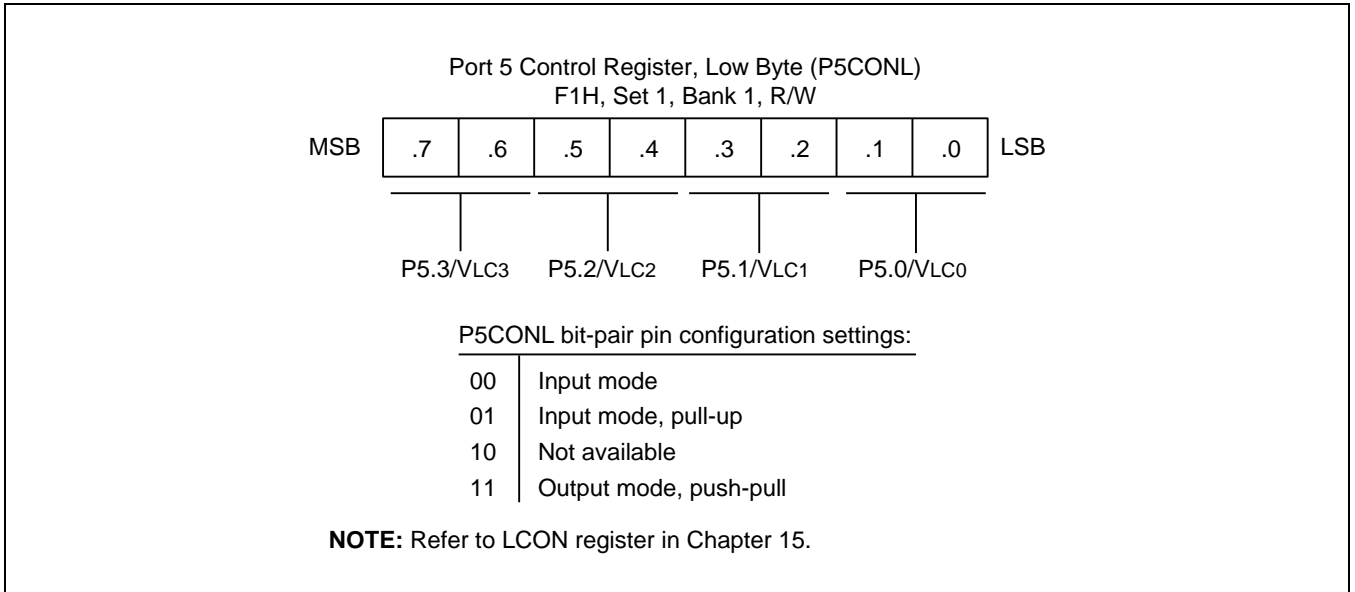 Port 5 Control Register, Low Byte (P5CONL)
F1H, Set 1, Bank 1, R/W
MSB .7 .6 .5 .4 .3 .2 .1 .0 LSB
P5.3/VLC3 P5.2/VLC2 P5.1/VLC1 P5.0/VLC0
P5CONL bit-pair pin configuration settings:
00 Input mode
01 Input mode, pull-up
10 Not available
11 Output mode, push-pull
NOTE: Refer to LCON register in Chapter 15.